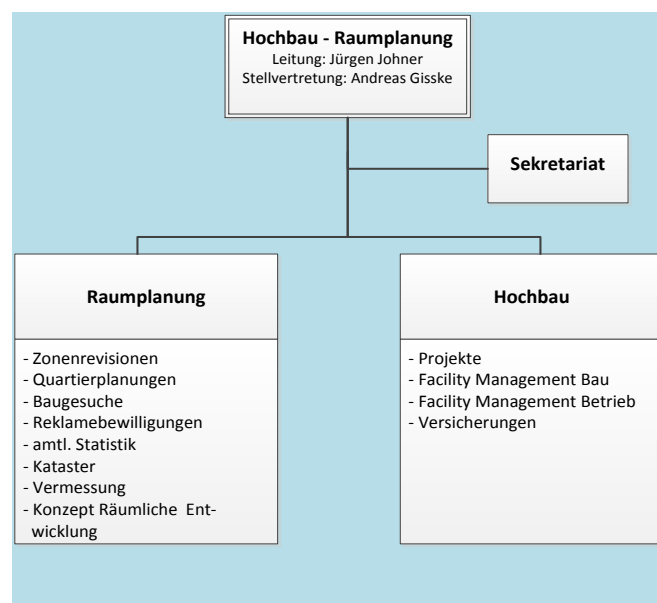 Hochbau - Raumplanung
Leitung: Jürgen Johner
Stellvertretung: Andreas Gisske
Sekretariat
Raumplanung
- Zonenrevisionen
- Quartierplanungen
- Baugesuche
- Reklamebewilligungen
- amtl. Statistik
- Kataster
- Vermessung
- Konzept Räumliche Ent-
wicklung
Hochbau
- Projekte
- Facility Management Bau
- Facility Management Betrieb
- Versicherungen